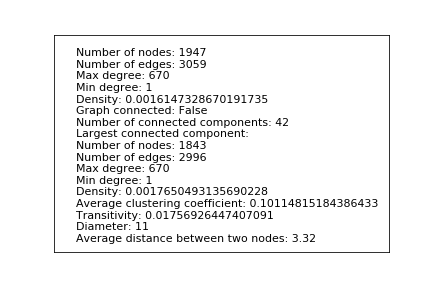 Number of nodes: 1947
Number of edges: 3059
Max degree: 670
Min degree: 1
Density: 0.0016147328670191735
Graph connected: False
Number of connected components: 42
Largest connected component:
Number of nodes: 1843
Number of edges: 2996
Max degree: 670
Min degree: 1
Density: 0.0017650493135690228
Average clustering coefficient: 0.10114815184386433
Transitivity: 0.01756926447407091
Diameter: 11
Average distance between two nodes: 3.32